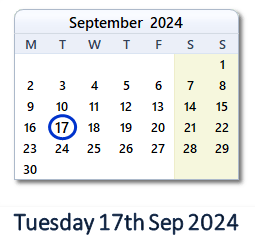 September 2024
M T W T F S S
1
2 3 4 5 6 7 8
9 10 11 12 13 14 15
16 17 18 19 20 21 22
23 24 25 26 27 28 29
30
Tuesday 17th Sep 2024